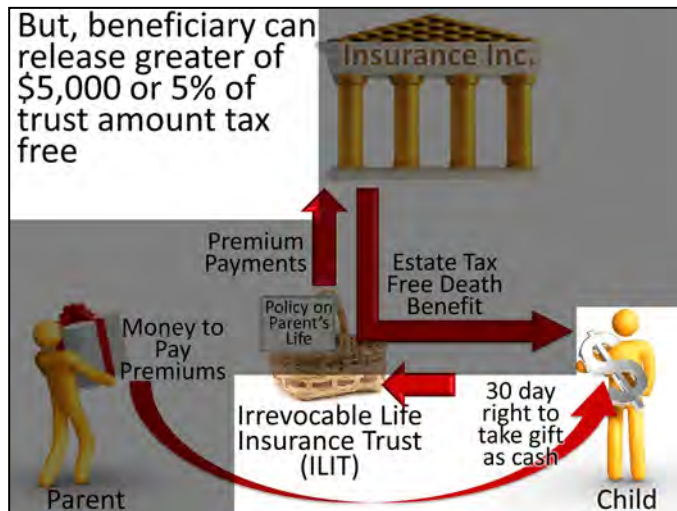 But, beneficiary can
release greater of
$5,000 or 5% of
trust amount tax
free
Insurance Inc.
Premium
Payments
Estate Tax
Free Death
Benefit
Policy on
Parent's
Life
Money to
Pay
Premiums
30 day
right to
take gift
as cash
Irrevocable Life
Insurance Trust
(ILIT)
Parent
Child
$